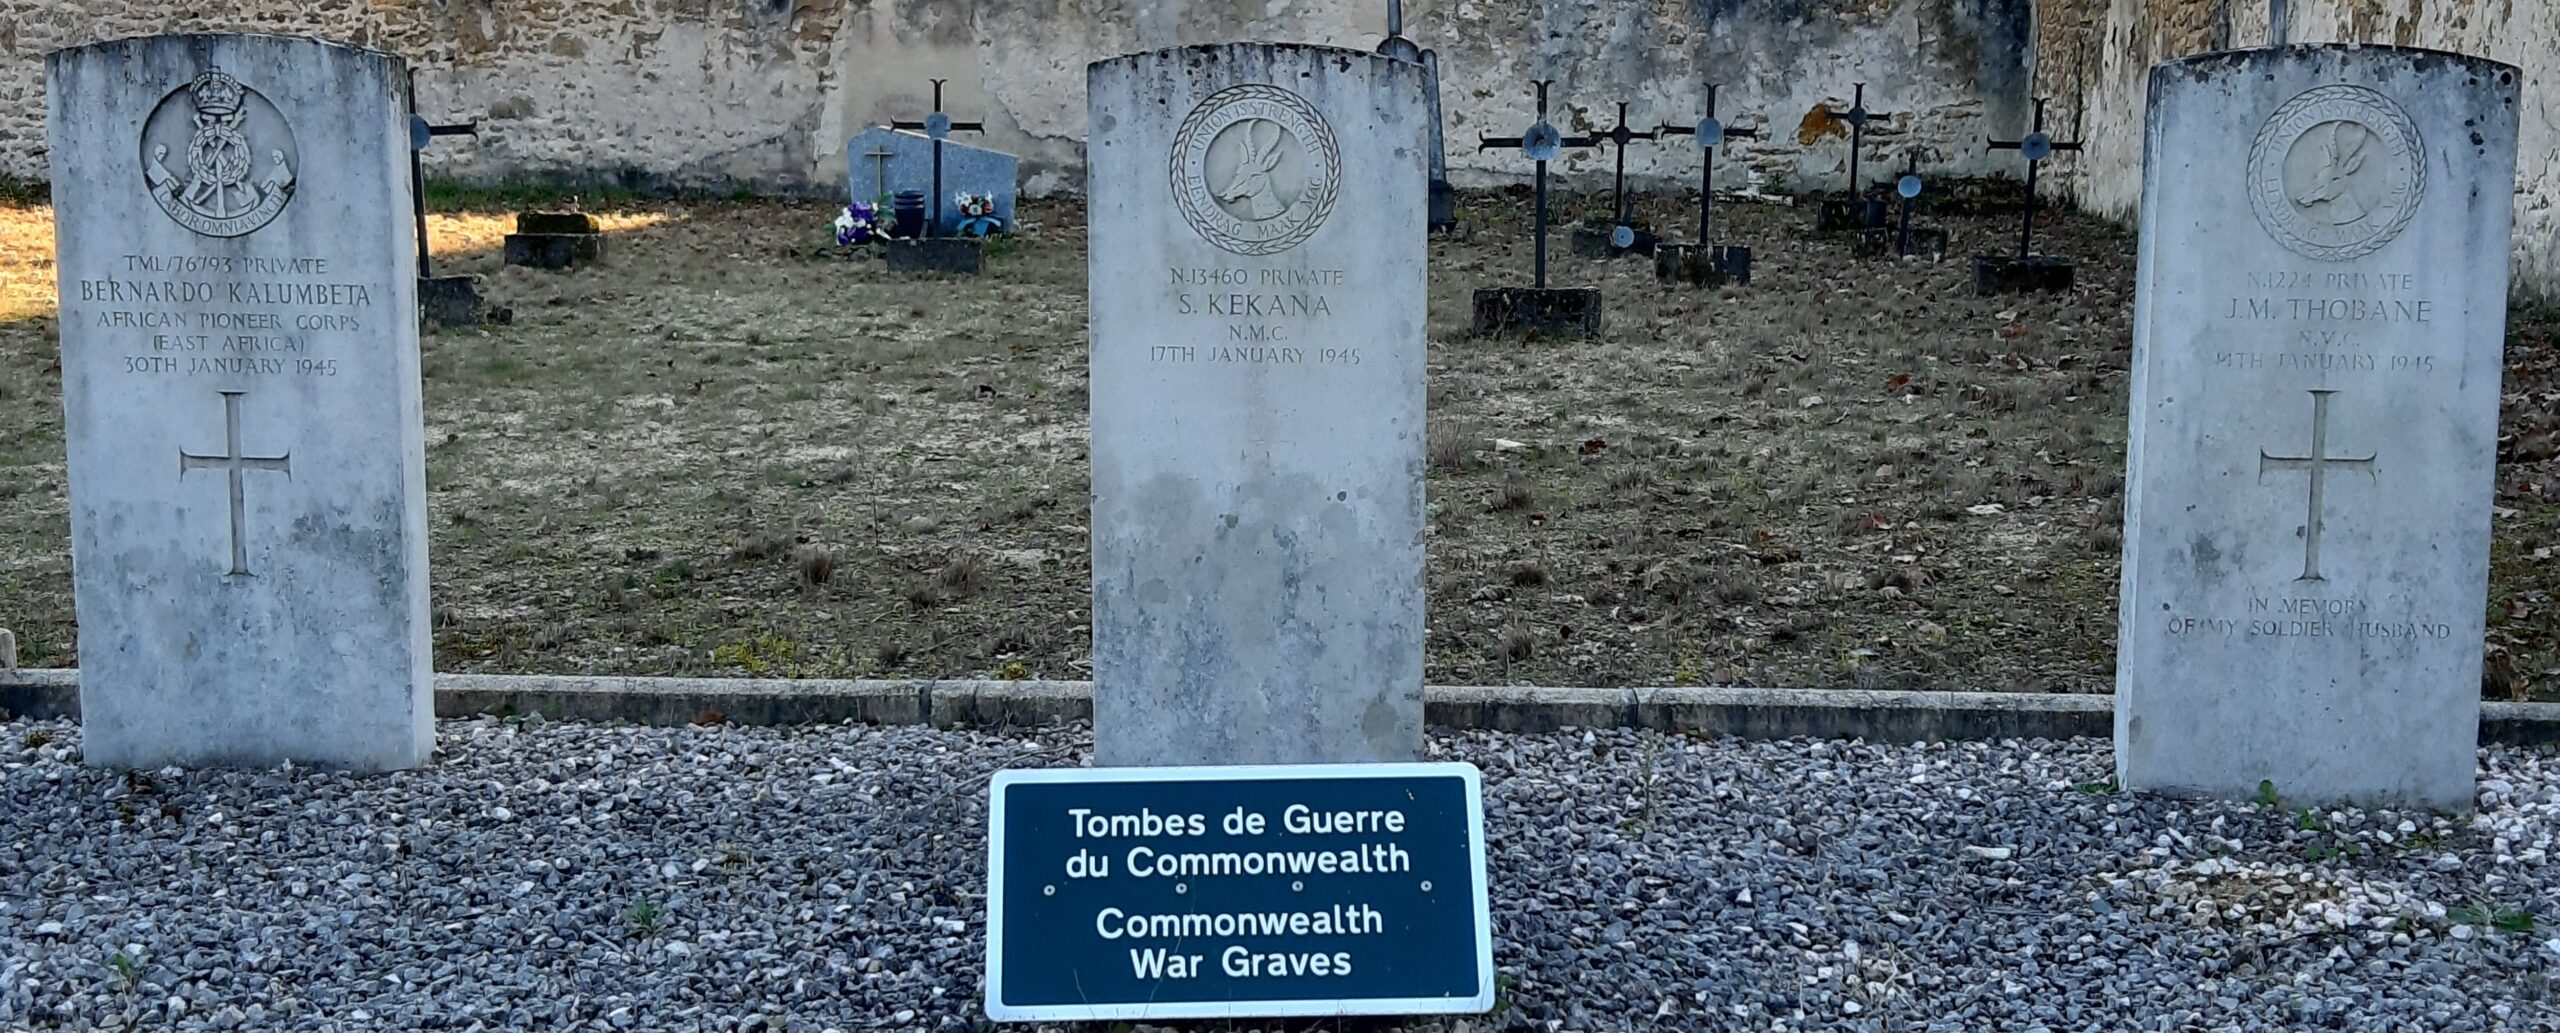 LABOR OMNIA VINCIT
TML/76793 PRIVATE
BERNARDO KALUMBETA
AFRICAN PIONEER CORPS
(EAST AFRICA)
30TH JANUARY 1945
UNION IS STRENGTH
EENDRAG MAAK MAG
N.13460 PRIVATE
S. KEKANA
N.M.C.
17TH JANUARY 1945
UNION IS STRENGTH
EENDRAG MAAK MAG
N.1224 PRIVATE
J.M. THOBANE
14TH JANUARY 1945
IN MEMORY
OF MY SOLDIER HUSBAND
Tombes de Guerre
du Commonwealth
Commonwealth
War Graves